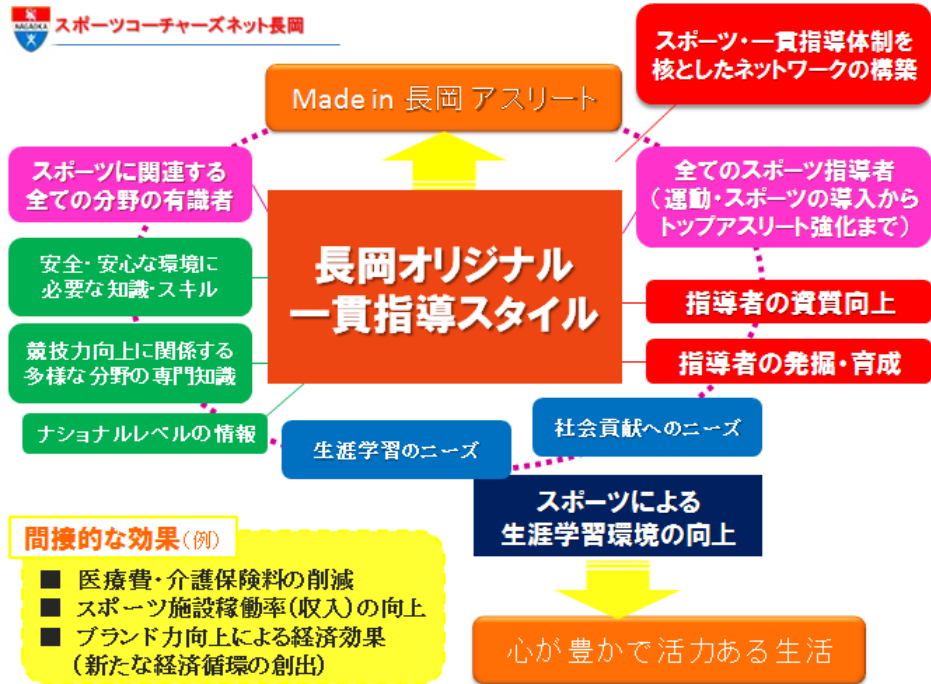 NAGAOKA
スポーツコーチャーズネット長岡
スポーツ・一貫指導体制を
核としたネットワークの構築
Made in 長岡 アスリート
スポーツに関連する
全ての分野の有識者
全てのスポーツ指導者
（運動・スポーツの導入から
トップアスリート強化まで）
安全・安心な環境に
必要な知識・スキル
長岡オリジナル
一貫指導スタイル
指導者の資質向上
競技力向上に関係する
多様な分野の専門知識
指導者の発掘・育成
ナショナルレベルの情報
生涯学習のニーズ
社会貢献へのニーズ
スポーツによる
生涯学習環境の向上
間接的な効果（例）
■ 医療費・介護保険料の削減
■ スポーツ施設稼働率（収入）の向上
■ ブランド力向上による経済効果
（新たな経済循環の創出）
心が豊かで活力ある生活